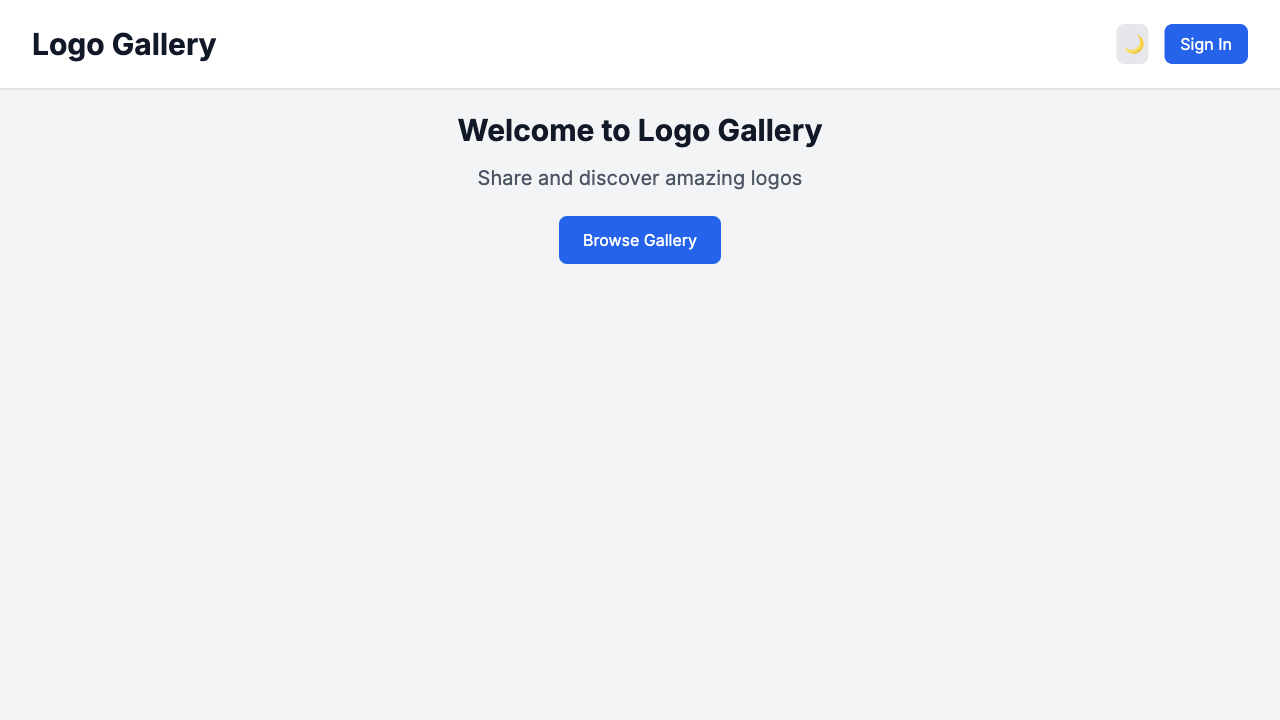 Logo Gallery
🌙
Sign In
Welcome to Logo Gallery
Share and discover amazing logos
Browse Gallery